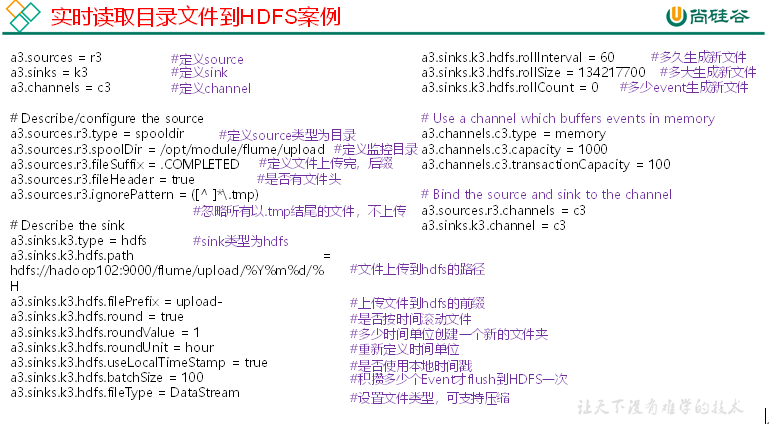 实时读取目录文件到HDFS案例
尚硅谷
a3.sources = r3 #定义source
a3.sinks = k3 #定义sink
a3.channels = c3 #定义channel
# Describe/configure the source
a3.sources.r3.type = spooldir #定义source类型为目录
a3.sources.r3.spoolDir = /opt/module/flume/upload #定义监控目录
a3.sources.r3.fileSuffix = .COMPLETED #定义文件上传完，后缀
a3.sources.r3.fileHeader = true #是否有文件头
a3.sources.r3.ignorePattern = ([^ ]*\.tmp)
#忽略所有以.tmp结尾的文件，不上传
# Describe the sink
a3.sinks.k3.type = hdfs #sink类型为hdfs
a3.sinks.k3.hdfs.path =
hdfs://hadoop102:9000/flume/upload/%Y%m%d/% #文件上传到hdfs的路径
H
a3.sinks.k3.hdfs.filePrefix = upload- #上传文件到hdfs的前缀
a3.sinks.k3.hdfs.round = true #是否按时间滚动文件
a3.sinks.k3.hdfs.roundValue = 1 #多少时间单位创建一个新的文件夹
a3.sinks.k3.hdfs.roundUnit = hour #重新定义时间单位
a3.sinks.k3.hdfs.useLocalTimeStamp = true #是否使用本地时间戳
a3.sinks.k3.hdfs.batchSize = 100 #积攒多少个Event才flush到HDFS一次
a3.sinks.k3.hdfs.fileType = DataStream #设置文件类型，可支持压缩
a3.sinks.k3.hdfs.rollInterval = 60 #多久生成新文件
a3.sinks.k3.hdfs.rollSize = 134217700 #多大生成新文件
a3.sinks.k3.hdfs.rollCount = 0 #多少event生成新文件
# Use a channel which buffers events in memory
a3.channels.c3.type = memory
a3.channels.c3.capacity = 1000
a3.channels.c3.transactionCapacity = 100
# Bind the source and sink to the channel
a3.sources.r3.channels = c3
a3.sinks.k3.channel = c3
让天下没有难学的技术